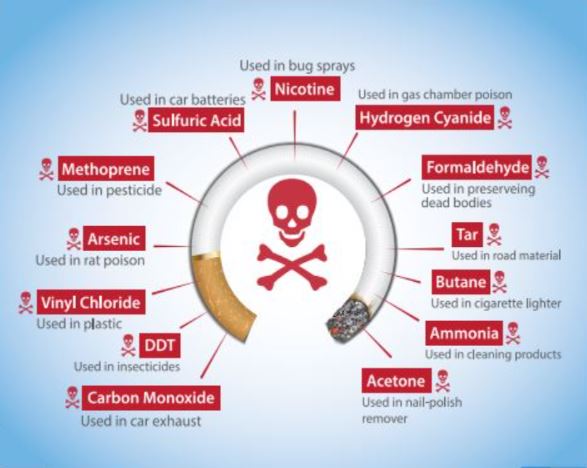 Used in bug sprays
Nicotine
Used in car batteries
Sulfuric Acid
Used in gas chamber poison
Hydrogen Cyanide
Methoprene
Used in pesticide
Formaldehyde
Used in preserveing
dead bodies
Arsenic
Used in rat poison
Tar
Used in road material
Vinyl Chloride
Used in plastic
Butane
Used in cigarette lighter
DDT
Used in insecticides
Ammonia
Used in cleaning products
Carbon Monoxide
Used in car exhaust
Acetone
Used in nail-polish
remover